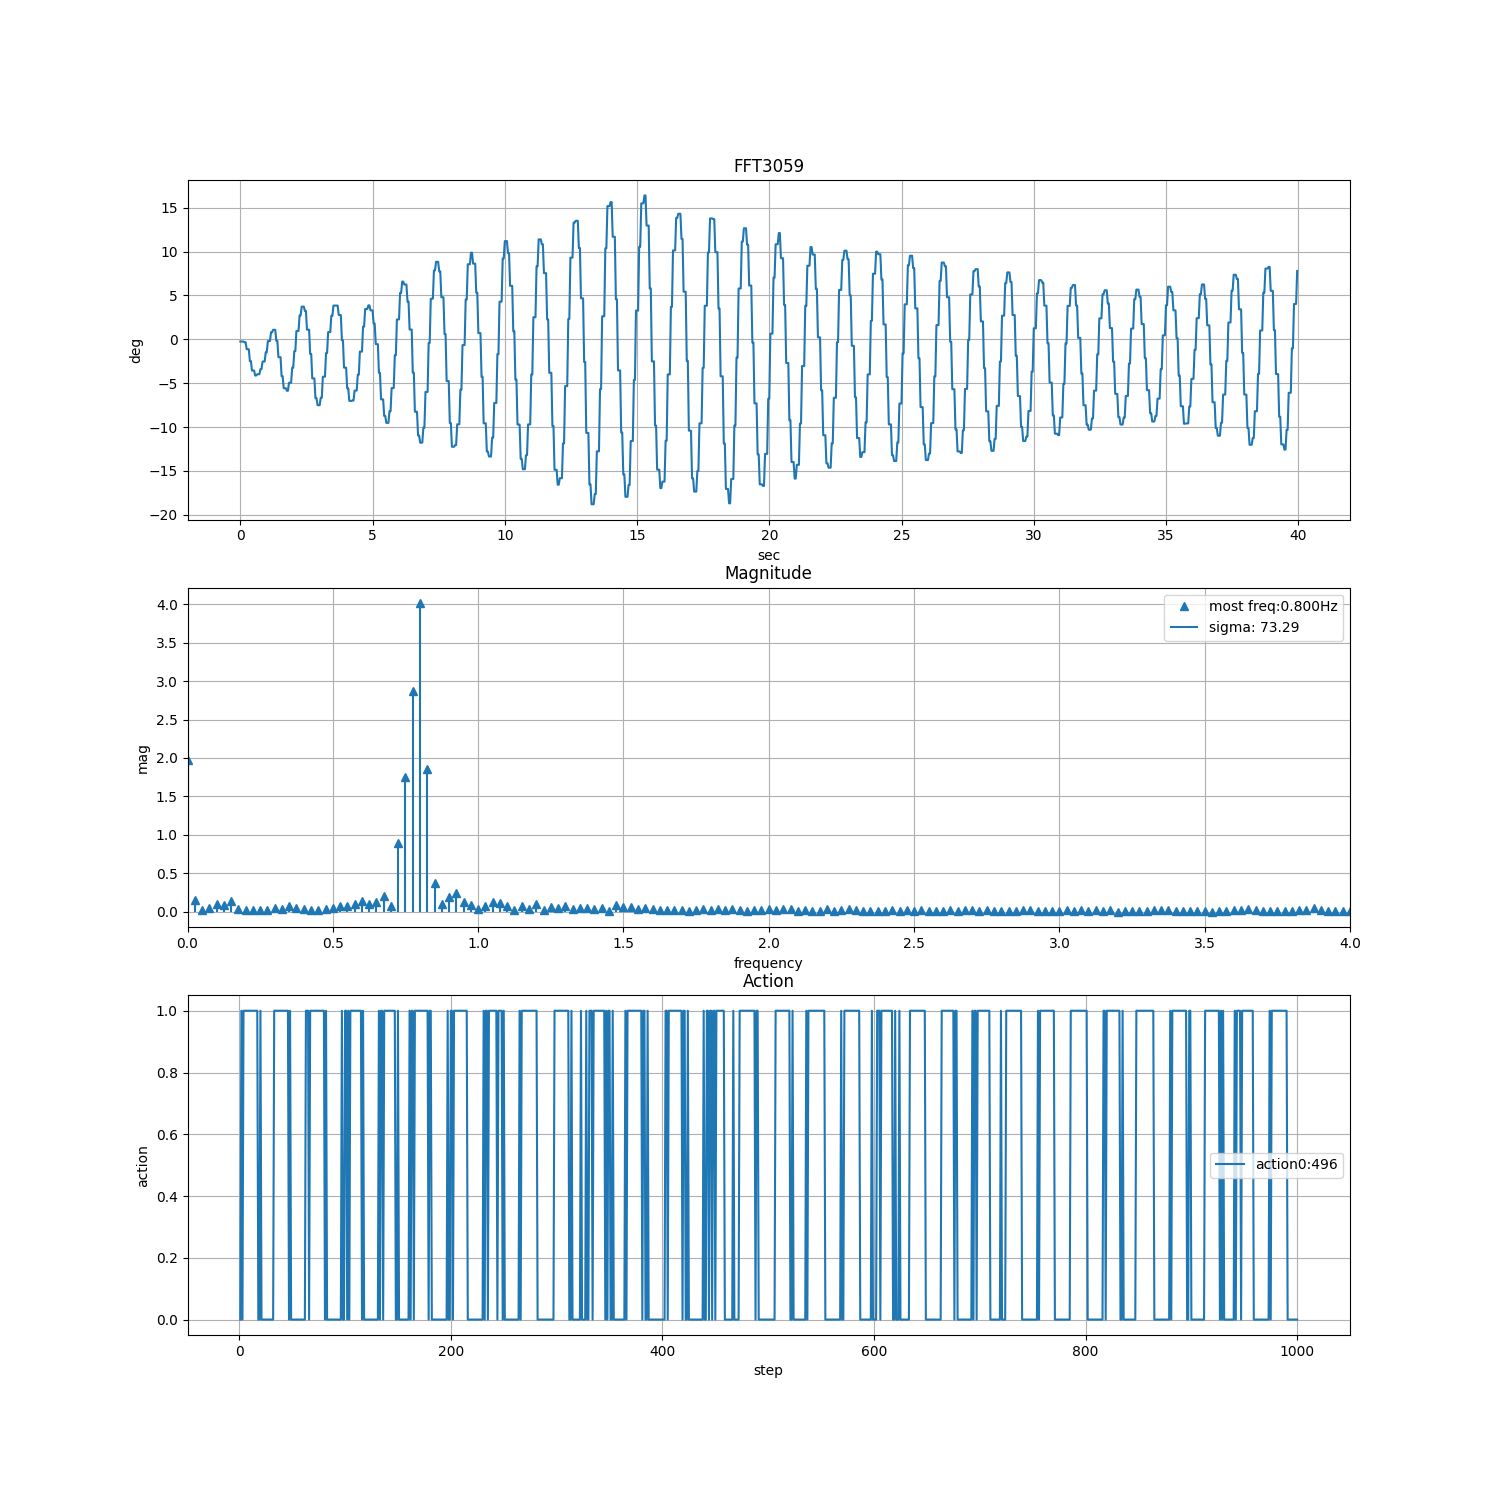 FFT3059
15
10
5
0
−5
−10
−15
−20
deg
0 5 10 15 20 25 30 35 40
sec
Magnitude
4.0
3.5
3.0
2.5
2.0
1.5
1.0
0.5
0.0
mag
most freq:0.800Hz
sigma: 73.29
0.0 0.5 1.0 1.5 2.0 2.5 3.0 3.5 4.0
frequency
Action
1.0
0.8
0.6
0.4
0.2
0.0
action
action0:496
0 200 400 600 800 1000
step